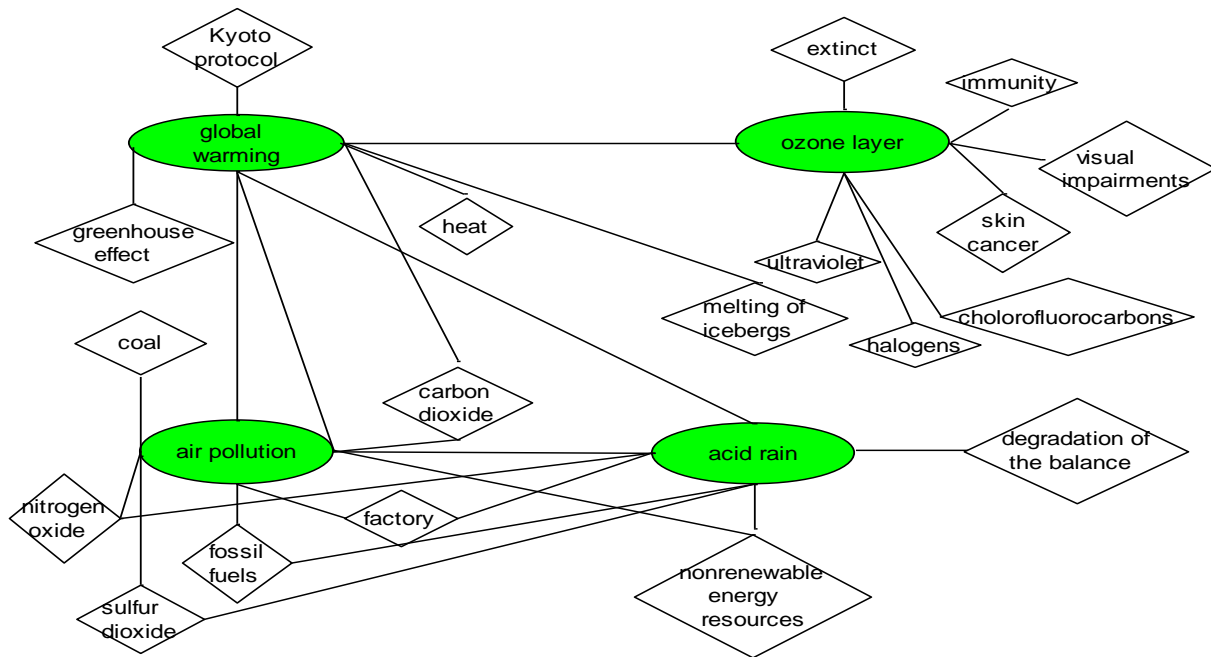 Kyoto
protocol
extinct
immunity
global
warming
ozone layer
visual
impairments
greenhouse
effect
heat
skin
cancer
ultraviolet
melting of
icebergs
cholorofluorocarbons
coal
halogens
carbon
dioxide
air pollution
acid rain
degradation of
the balance
nitrogen
oxide
factory
fossil
fuels
nonrenewable
energy
resources
sulfur
dioxide